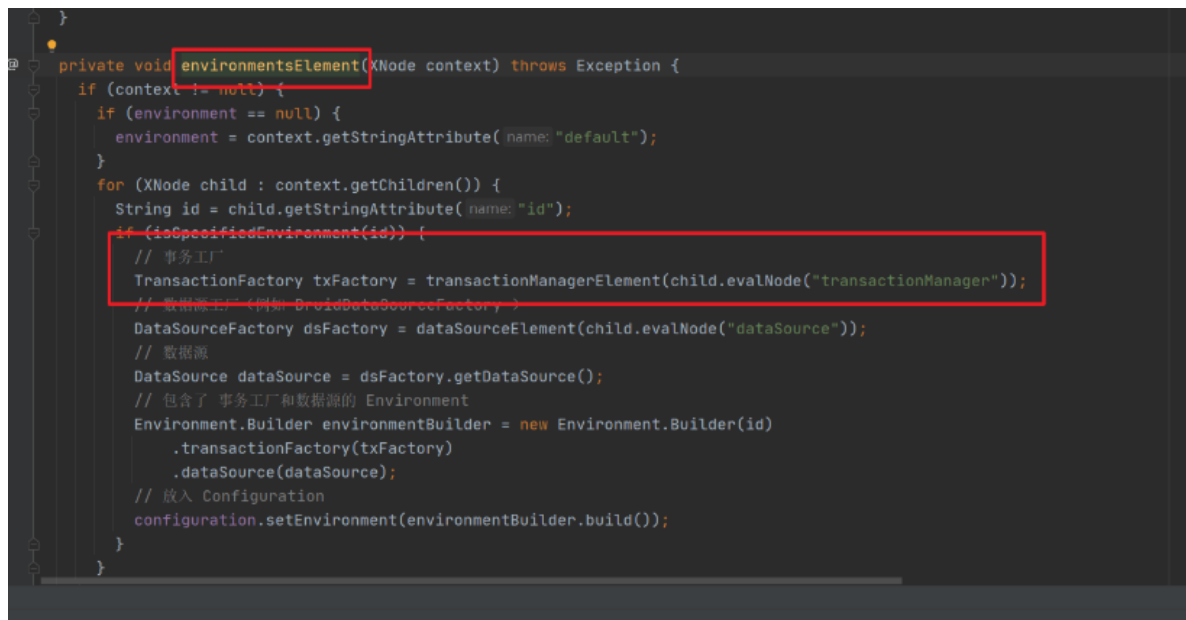 }
@
private void environmentsElement(XNode context) throws Exception {
if (context != null) {
if (environment == null) {
environment = context.getStringAttribute( name: "default");
}
for (XNode child : context.getChildren()) {
String id = child.getStringAttribute( name: "id");
if (isSpecifiedEnvironment(id)) {
// 事务工厂
TransactionFactory txFactory = transactionManagerElement(child.evalNode("transactionManager"));
// 数据源工厂（例如 DruidDataSourceFactory ）
DataSourceFactory dsFactory = dataSourceElement(child.evalNode("dataSource"));
// 数据源
DataSource dataSource = dsFactory.getDataSource();
// 包含了 事务工厂和数据源的 Environment
Environment.Builder environmentBuilder = new Environment.Builder(id)
.transactionFactory(txFactory)
.dataSource(dataSource);
// 放入 Configuration
configuration.setEnvironment(environmentBuilder.build());
}
}